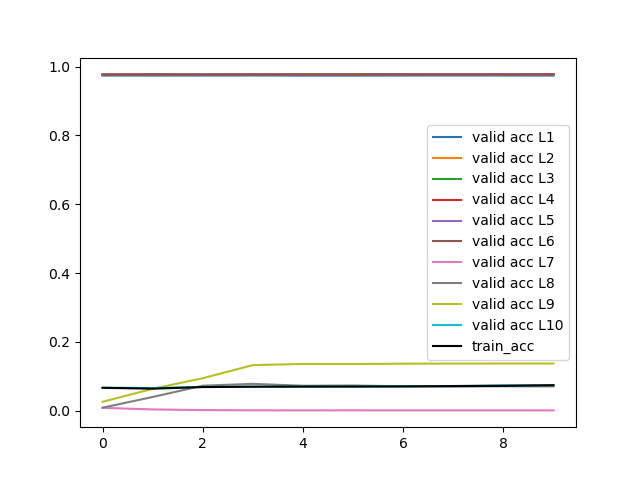 1.0
0.8
0.6
0.4
0.2
0.0
0 2 4 6 8
valid acc L1
valid acc L2
valid acc L3
valid acc L4
valid acc L5
valid acc L6
valid acc L7
valid acc L8
valid acc L9
valid acc L10
train_acc